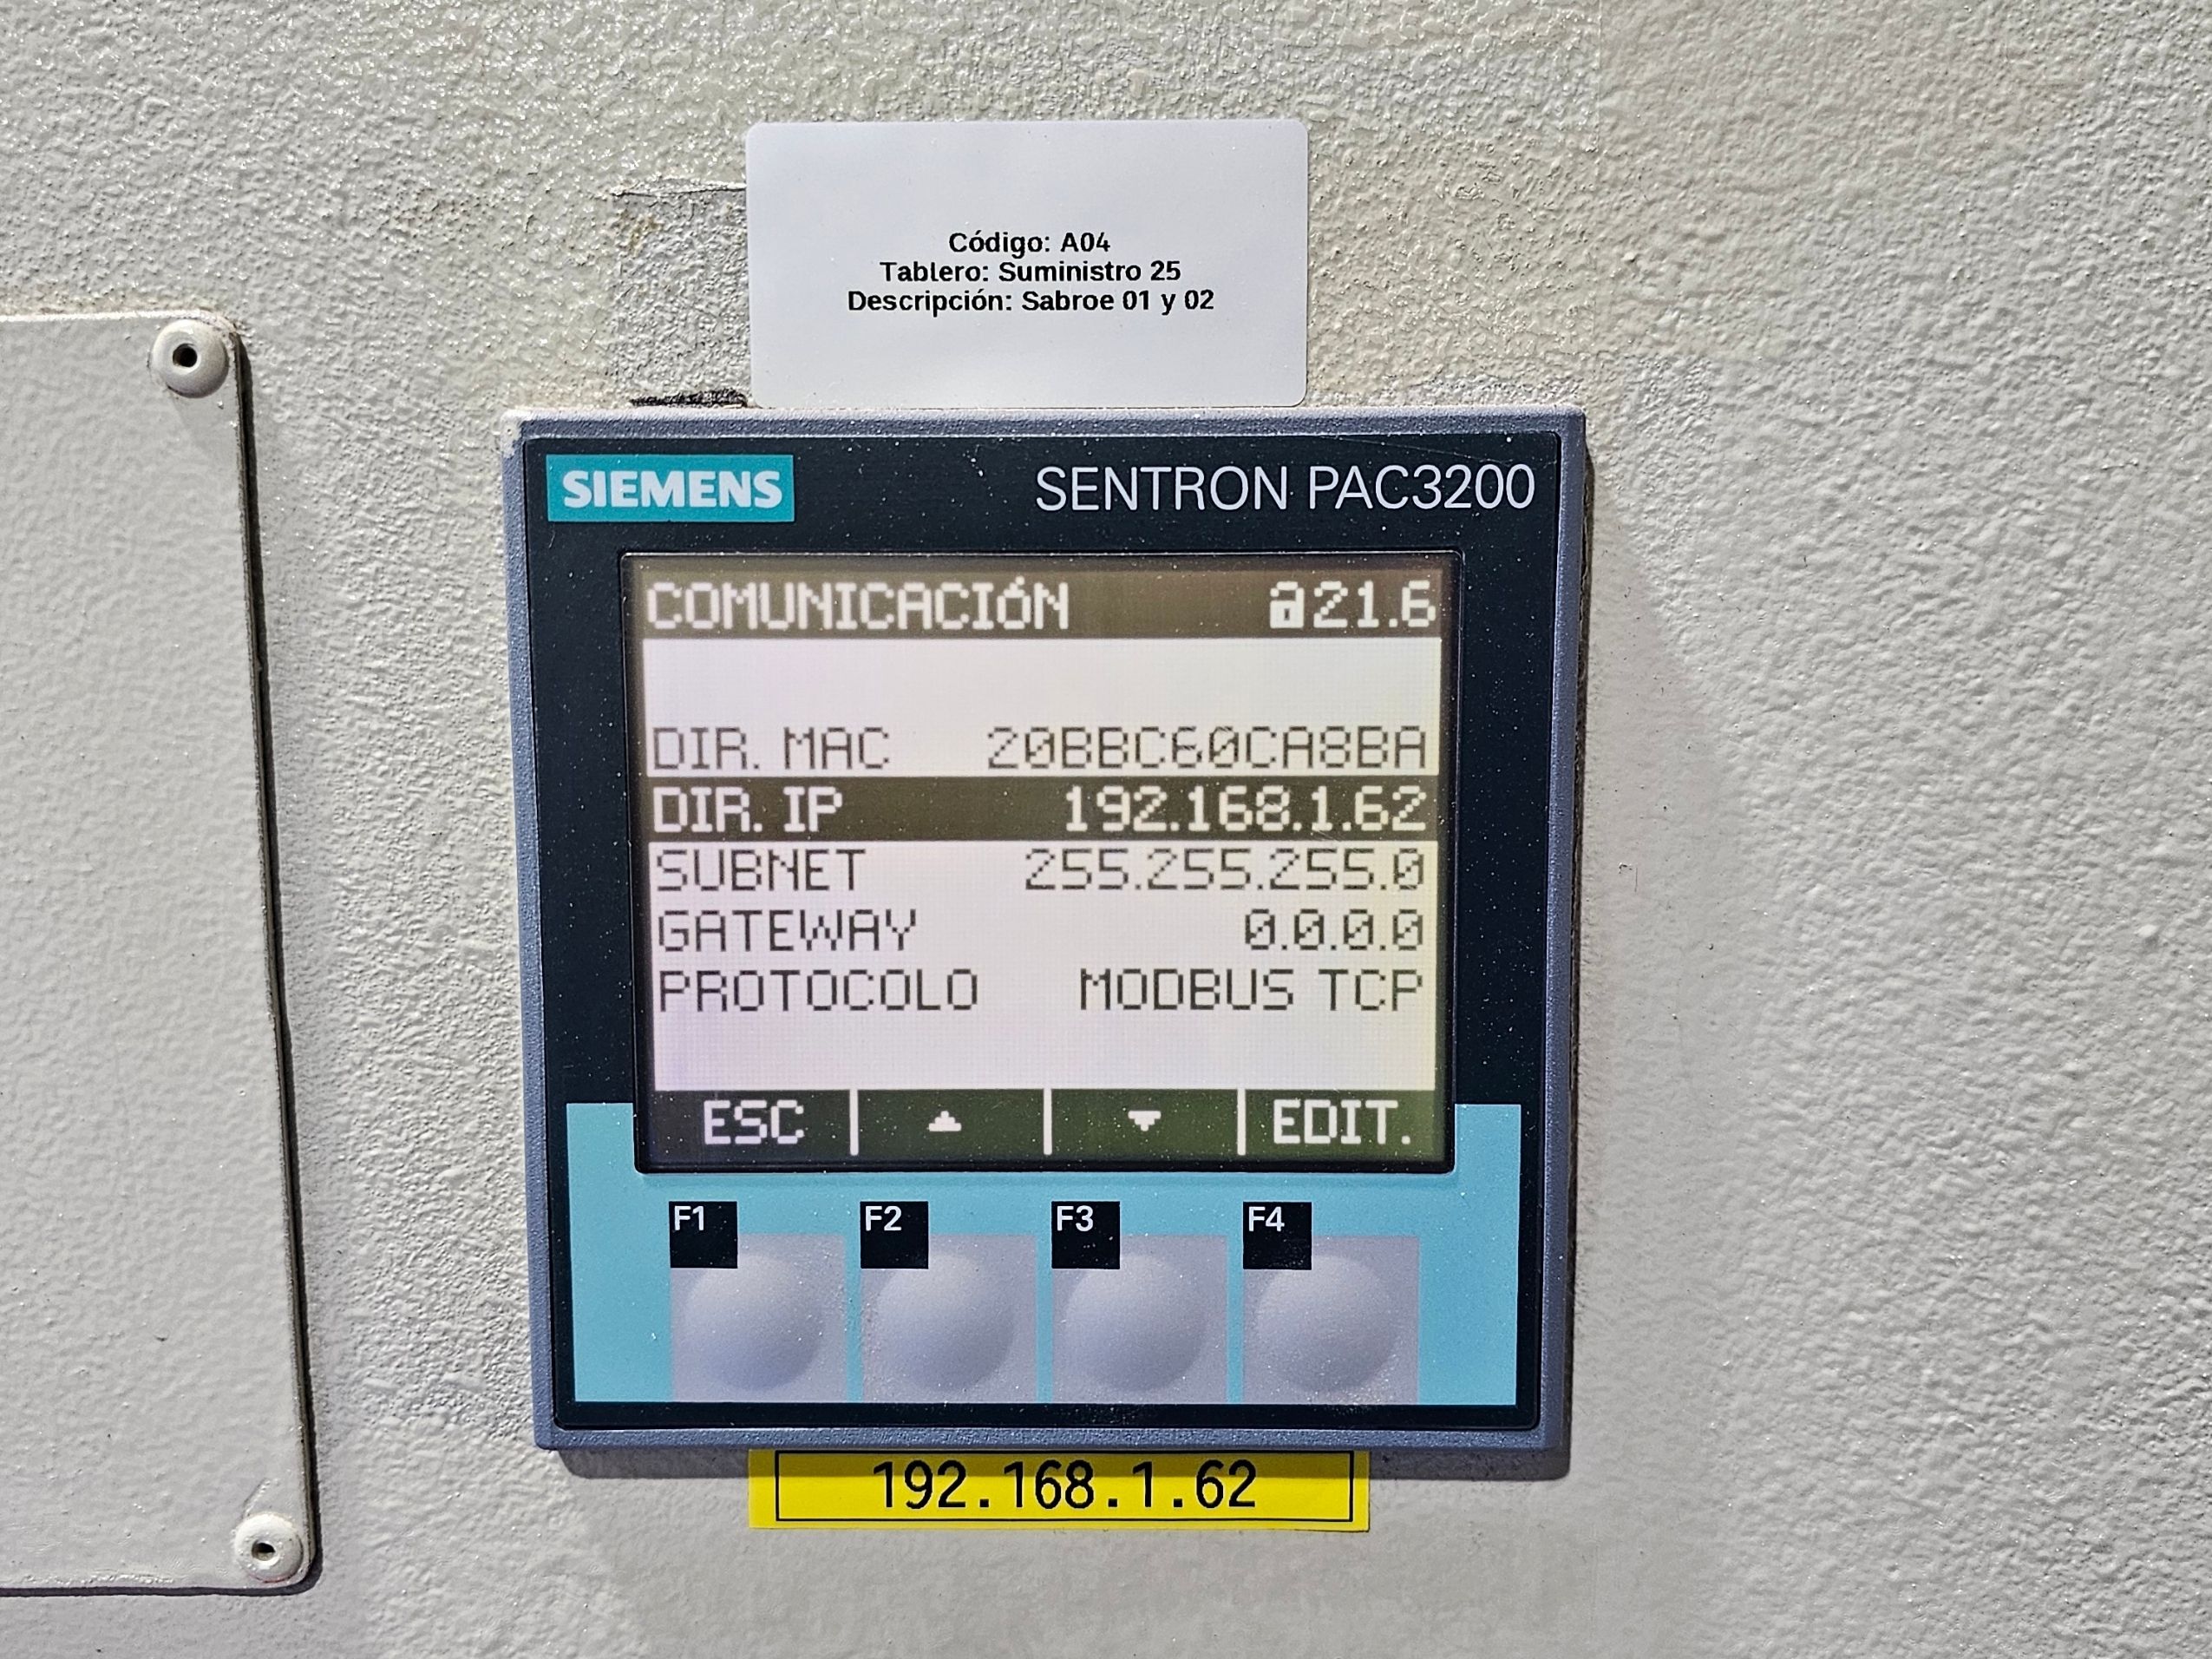 Código: A04
Tablero: Suministro 25
Descripción: Sabroe 01 y 02
SIEMENS SENTRON PAC3200
COMUNICACIÓN 21.6
DIR. MAC 20BBC60CA8BA
DIR. IP 192.168.1.62
SUBNET 255.255.255.0
GATEWAY 0.0.0.0
PROTOCOLO MODBUS TCP
ESC EDIT.
F1 F2 F3 F4
192.168.1.62